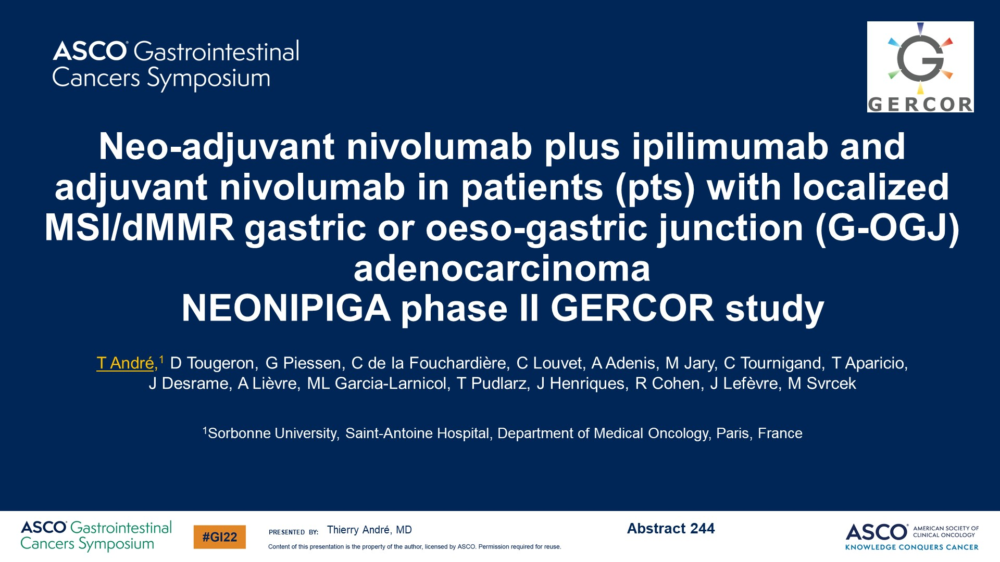 ASCO® Gastrointestinal
Cancers Symposium
G
GERCOR
Neo-adjuvant nivolumab plus ipilimumab and
adjuvant nivolumab in patients (pts) with localized
MSI/dMMR gastric or oeso-gastric junction (G-OGJ)
adenocarcinoma
NEONIPIGA phase II GERCOR study
T André,1 D Tougeron, G Piessen, C de la Fouchardière, C Louvet, A Adenis, M Jary, C Tournigand, T Aparicio,
J Desrame, A Lièvre, ML Garcia-Larnicol, T Pudlarz, J Henriques, R Cohen, J Lefèvre, M Svrcek
1Sorbonne University, Saint-Antoine Hospital, Department of Medical Oncology, Paris, France
ASCO® Gastrointestinal
Cancers Symposium
#GI22
PRESENTED BY: Thierry André, MD
Content of this presentation is the property of the author, licensed by ASCO. Permission required for reuse.
Abstract 244
ASCO® AMERICAN SOCIETY OF
CLINICAL ONCOLOGY
KNOWLEDGE CONQUERS CANCER